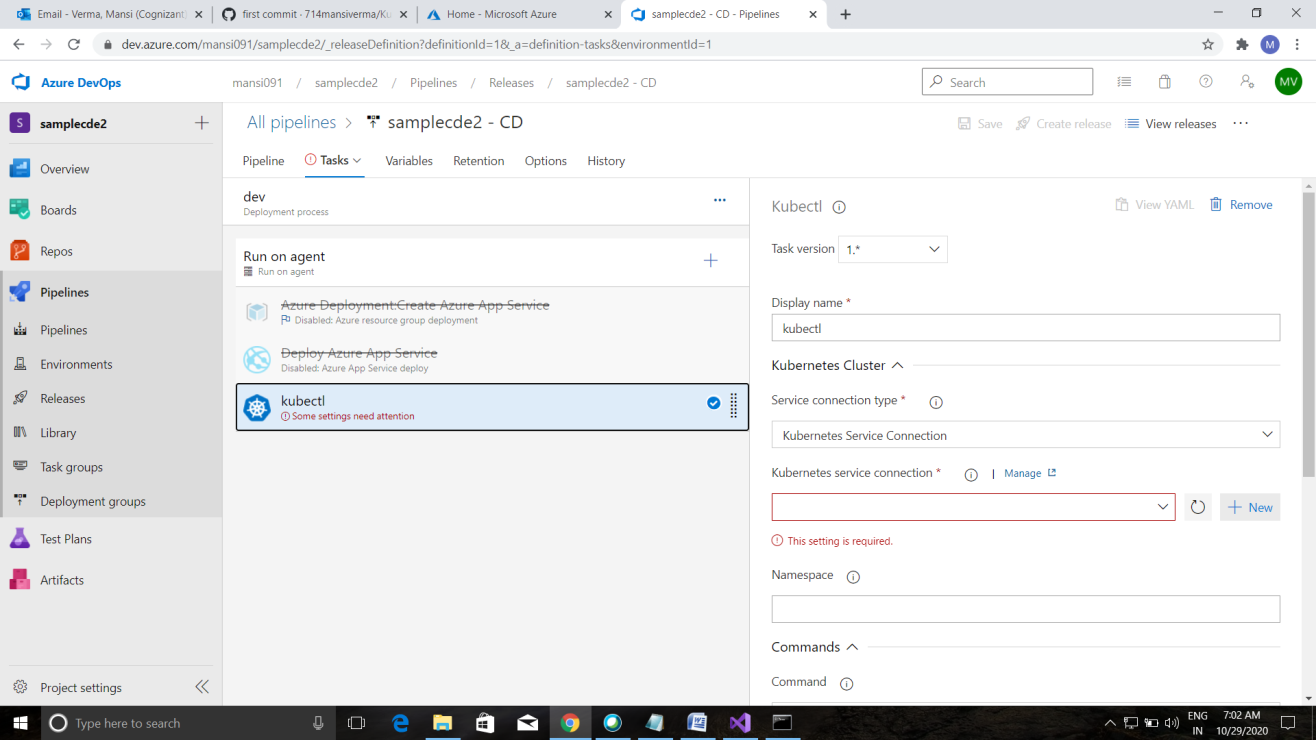 Email - Verma, Mansi (Cognizant)
first commit · 714mansiverma/Ku
Home - Microsoft Azure
samplecde2 - CD - Pipelines
dev.azure.com/mansi091/samplecde2/_releaseDefinition?definitionId=1&_a=definition-tasks&environmentId=1
M
Azure DevOps
mansi091 / samplecde2 / Pipelines / Releases / samplecde2 - CD
Search
MV
S samplecde2
All pipelines > samplecde2 - CD
Save
Create release
View releases
Pipeline
Tasks
Variables
Retention
Options
History
Overview
Boards
Repos
Pipelines
Pipelines
Environments
Releases
Library
Task groups
Deployment groups
Test Plans
Artifacts
Project settings
dev
Deployment process
Run on agent
Run on agent
Azure Deployment:Create Azure App Service
Disabled: Azure resource group deployment
Deploy Azure App Service
Disabled: Azure App Service deploy
kubectl
Some settings need attention
Kubectl
View YAML
Remove
Task version 1.*
Display name *
kubectl
Kubernetes Cluster
Service connection type *
Kubernetes Service Connection
Kubernetes service connection * | Manage
New
This setting is required.
Namespace
Commands
Command
Type here to search
ENG
IN
7:02 AM
10/29/2020